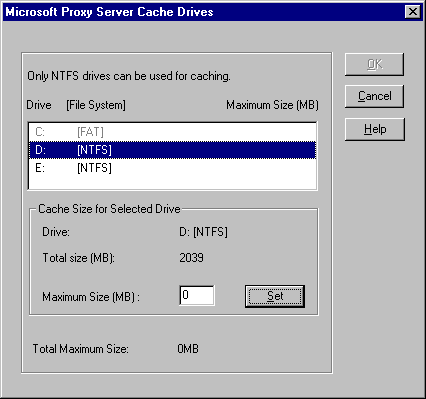 Microsoft Proxy Server Cache Drives
Only NTFS drives can be used for caching.
Drive [File System] Maximum Size (MB)
C: [FAT]
D: [NTFS]
E: [NTFS]
Cache Size for Selected Drive
Drive: D: [NTFS]
Total size (MB): 2039
Maximum Size (MB) : 0 Set
Total Maximum Size: 0MB
OK
Cancel
Help